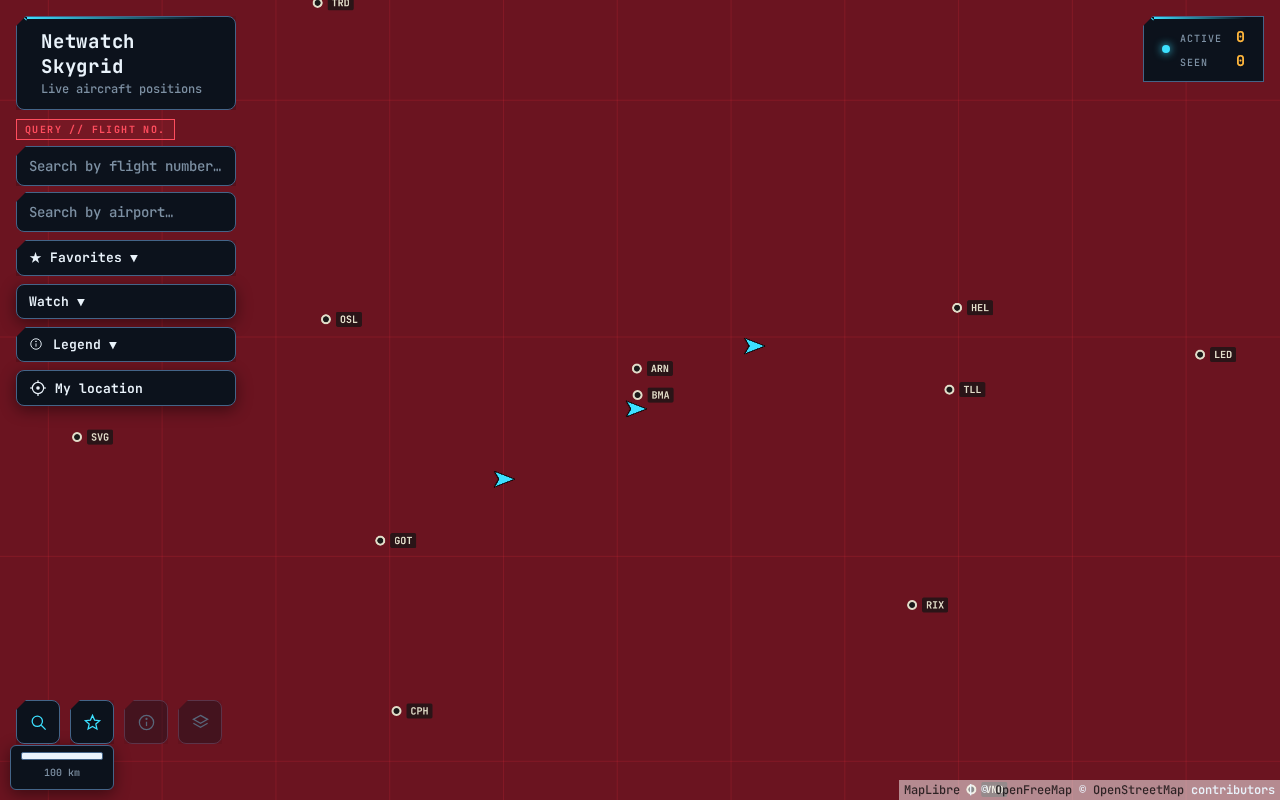 TRD
Netwatch
Skygrid
Live aircraft positions
ACTIVE 0
SEEN 0
QUERY // FLIGHT NO.
Search by flight number…
Search by airport…
★ Favorites ▼
Watch ▼
Legend ▼
My location
OSL
HEL
ARN
LED
BMA
TLL
SVG
GOT
RIX
CPH
100 km
MapLibre © OpenFreeMap © OpenStreetMap contributors